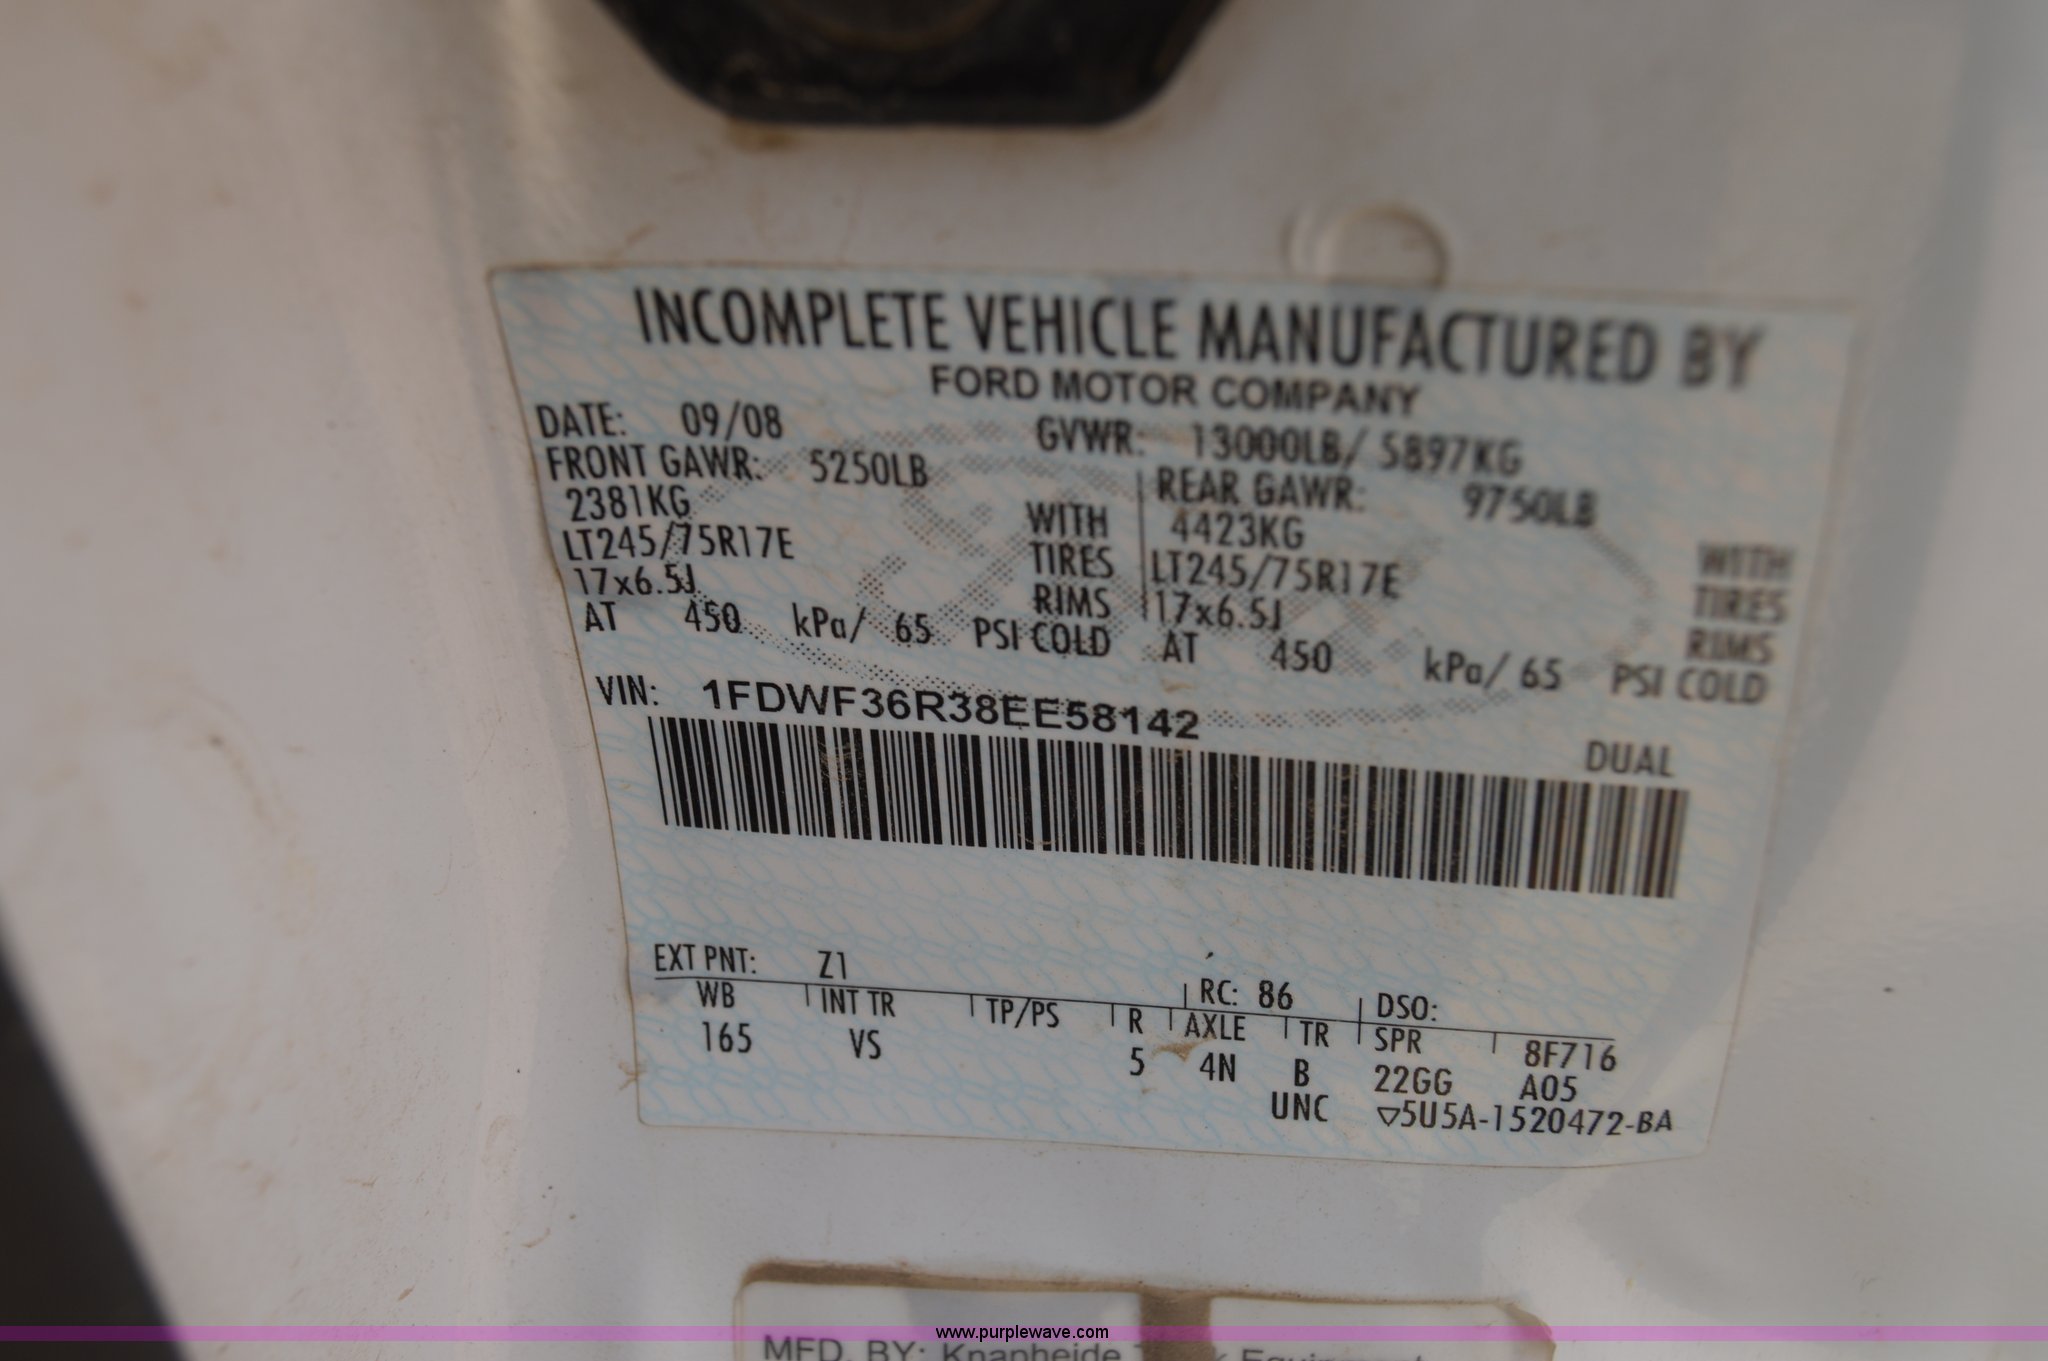 INCOMPLETE VEHICLE MANUFACTURED BY
FORD MOTOR COMPANY
DATE: 09/08 GVWR: 13000LB/ 5897KG
FRONT GAWR: 5250LB REAR GAWR: 9750LB
2381KG WITH 4423KG WITH
LT245/75R17E TIRES LT245/75R17E TIRES
17x6.5J RIMS 17x6.5J RIMS
AT 450 kPa/ 65 PSI COLD AT 450 kPa/ 65 PSI COLD
VIN: 1FDWF36R38EE58142
DUAL
EXT PNT: Z1 RC: 86 DSO:
WB INT TR TP/PS R AXLE TR SPR 8F716
165 VS 5 4N B 22GG A05
UNC ▽5U5A-1520472-BA
www.purplewave.com
MFD. BY: Knapheide Equipment